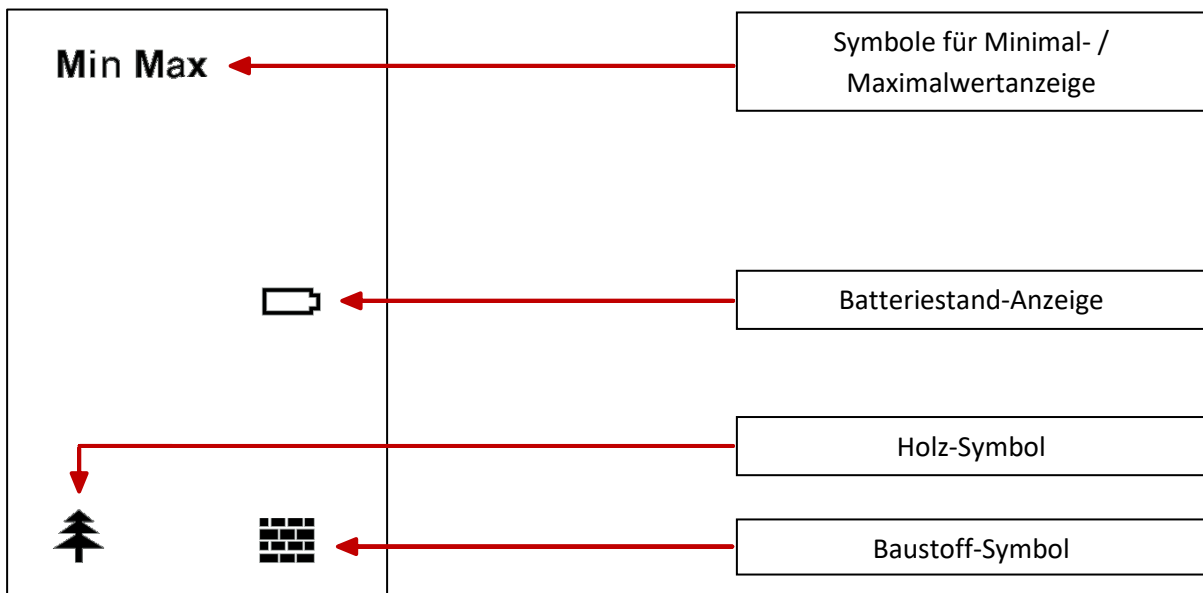 Min Max
Symbole für Minimal- /
Maximalwertanzeige
Batteriestand-Anzeige
Holz-Symbol
Baustoff-Symbol